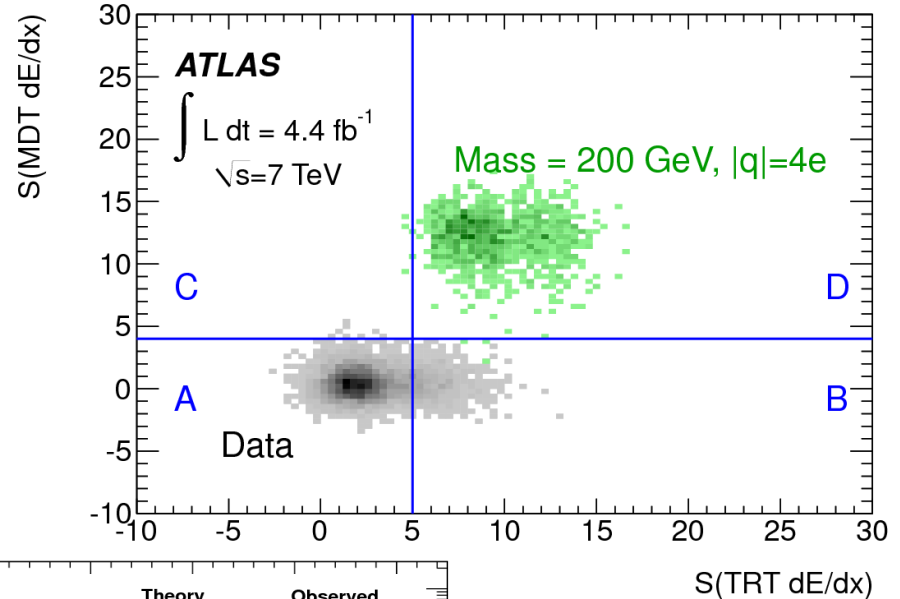 30
25
20
15
10
5
0
-5
-10
S(MDT dE/dx)
ATLAS
∫ L dt = 4.4 fb-1
√s=7 TeV
Mass = 200 GeV, |q|=4e
C
D
A
B
Data
-10 -5 0 5 10 15 20 25 30
S(TRT dE/dx)
Theory Observed